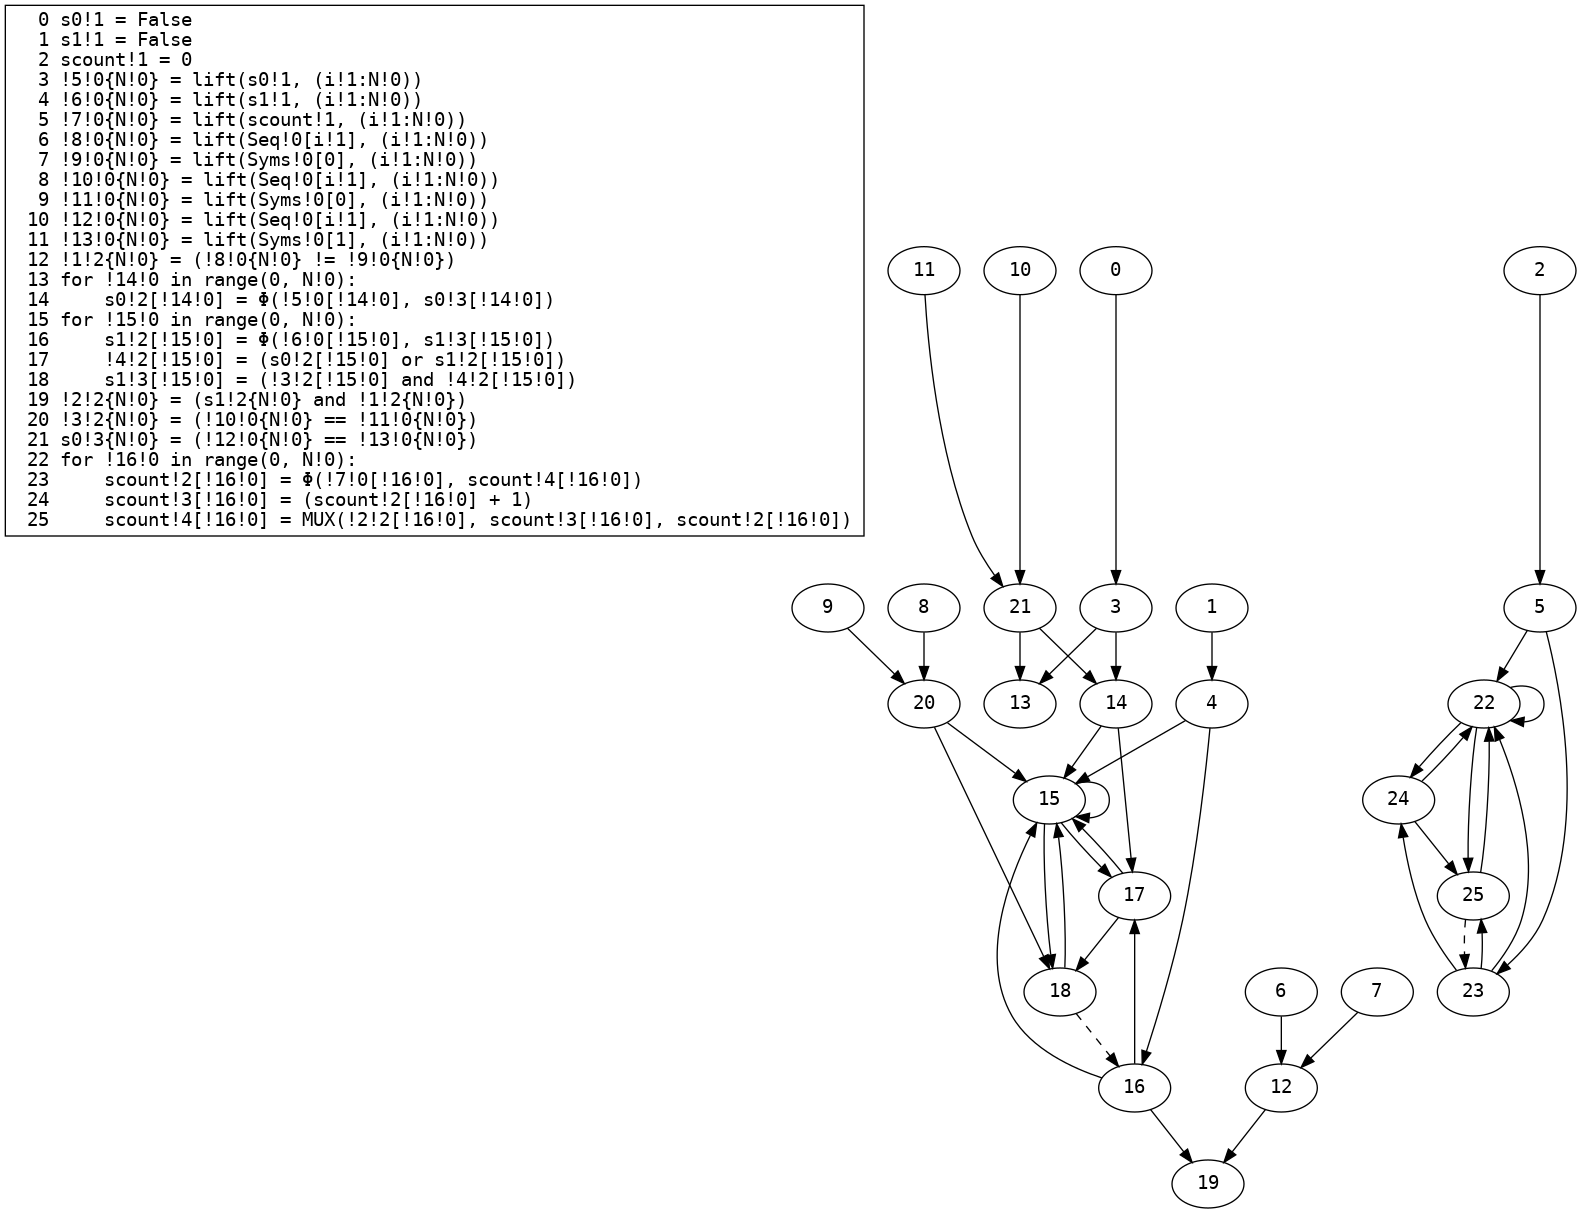 0 s0!1 = False
1 s1!1 = False
2 scount!1 = 0
3 !5!0{N!0} = lift(s0!1, (i!1:N!0))
4 !6!0{N!0} = lift(s1!1, (i!1:N!0))
5 !7!0{N!0} = lift(scount!1, (i!1:N!0))
6 !8!0{N!0} = lift(Seq!0[i!1], (i!1:N!0))
7 !9!0{N!0} = lift(Syms!0[0], (i!1:N!0))
8 !10!0{N!0} = lift(Seq!0[i!1], (i!1:N!0))
9 !11!0{N!0} = lift(Syms!0[0], (i!1:N!0))
10 !12!0{N!0} = lift(Seq!0[i!1], (i!1:N!0))
11 !13!0{N!0} = lift(Syms!0[1], (i!1:N!0))
12 !1!2{N!0} = (!8!0{N!0} != !9!0{N!0})
13 for !14!0 in range(0, N!0):
14     s0!2[!14!0] = Φ(!5!0[!14!0], s0!3[!14!0])
15 for !15!0 in range(0, N!0):
16     s1!2[!15!0] = Φ(!6!0[!15!0], s1!3[!15!0])
17     !4!2[!15!0] = (s0!2[!15!0] or s1!2[!15!0])
18     s1!3[!15!0] = (!3!2[!15!0] and !4!2[!15!0])
19 !2!2{N!0} = (s1!2{N!0} and !1!2{N!0})
20 !3!2{N!0} = (!10!0{N!0} == !11!0{N!0})
21 s0!3{N!0} = (!12!0{N!0} == !13!0{N!0})
22 for !16!0 in range(0, N!0):
23     scount!2[!16!0] = Φ(!7!0[!16!0], scount!4[!16!0])
24     scount!3[!16!0] = (scount!2[!16!0] + 1)
25     scount!4[!16!0] = MUX(!2!2[!16!0], scount!3[!16!0], scount!2[!16!0])
11 10 0 2
9 8 21 3 1 5
20 13 14 4 22
15 24
17 25
18 6 7 23
16 12
19